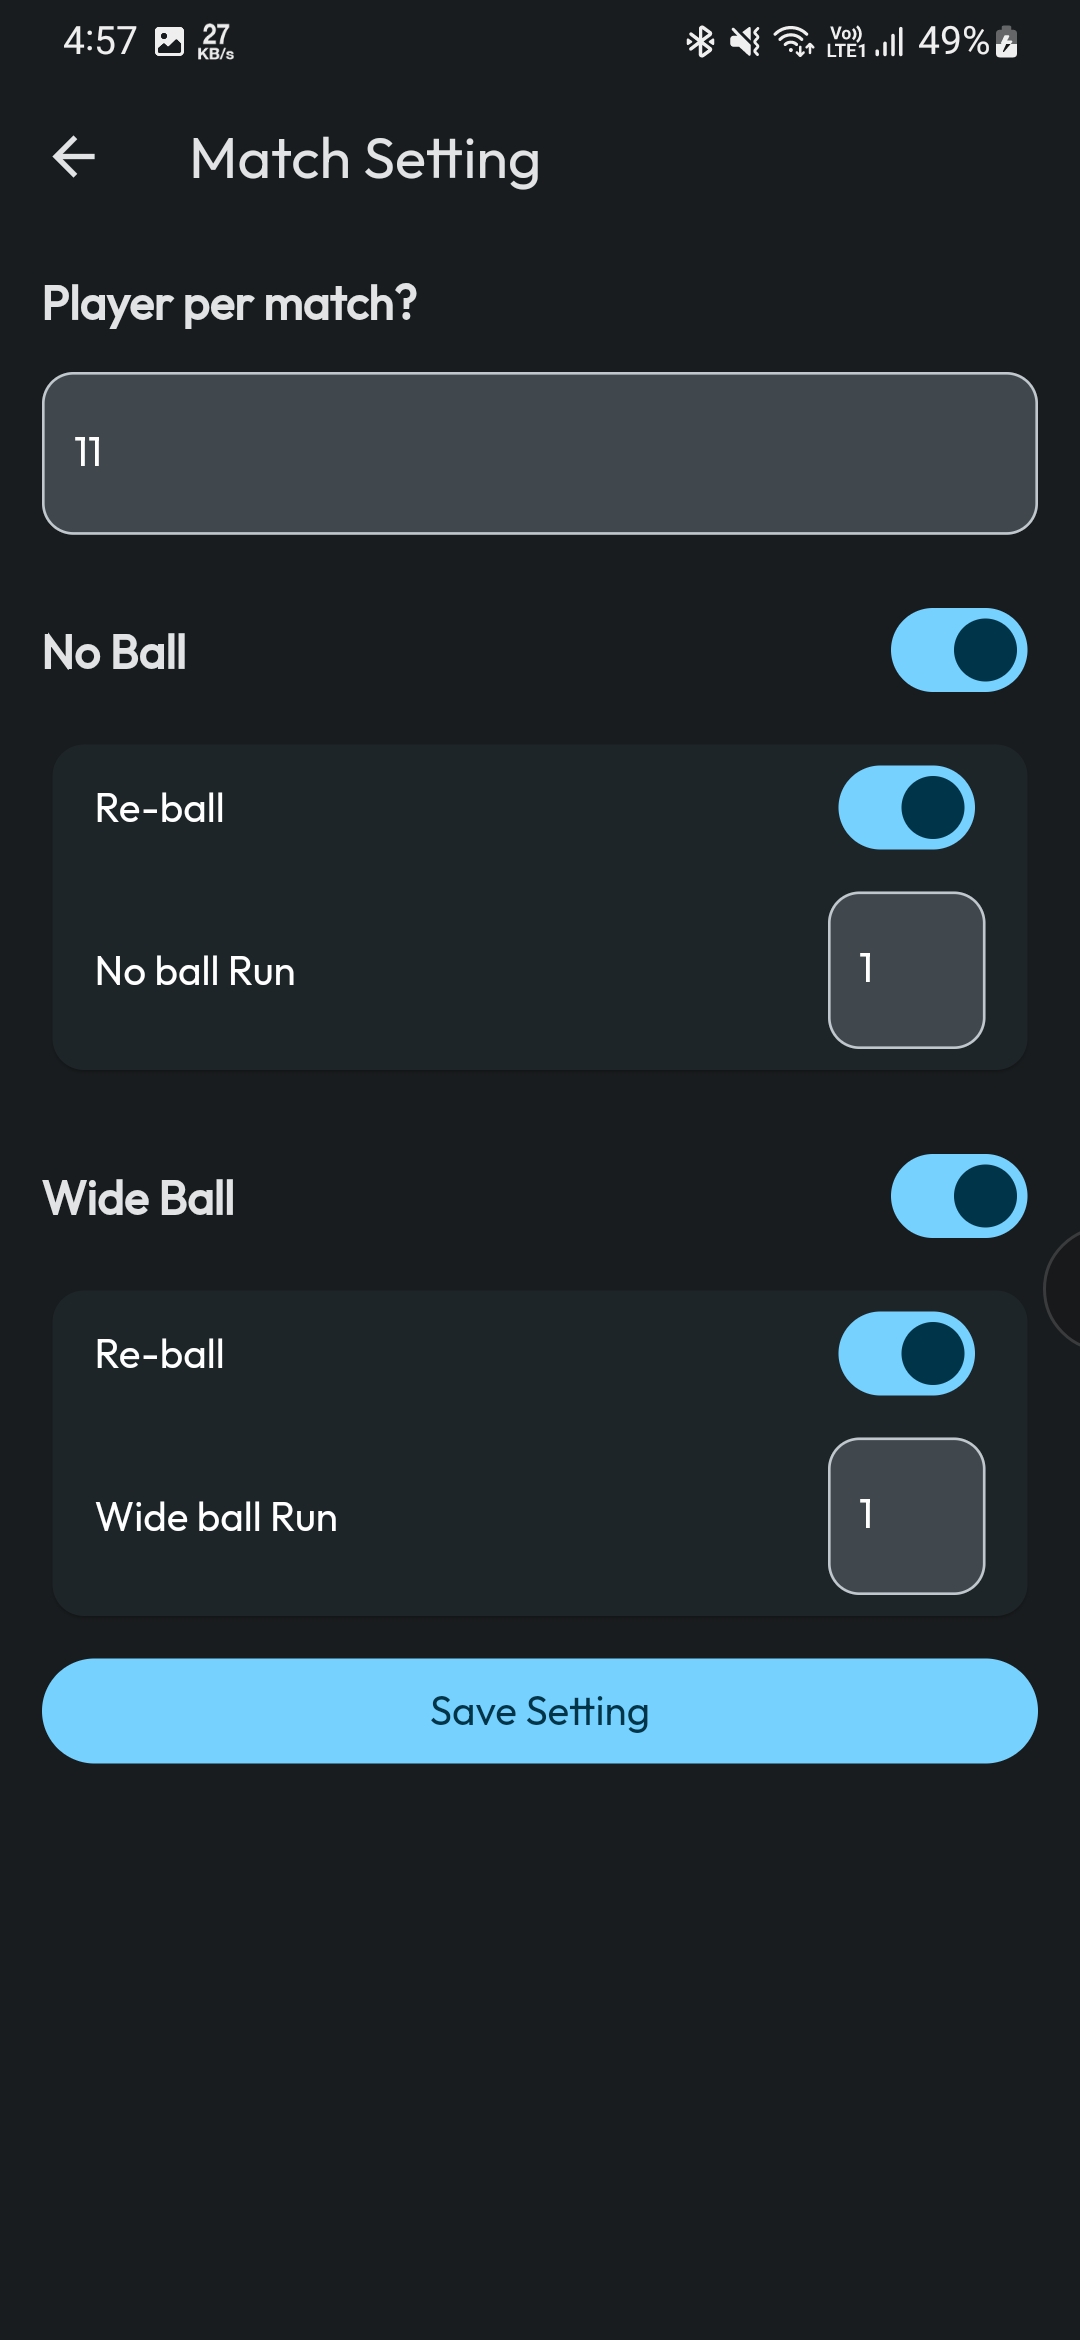 4:57 27 KB/s Vo)) LTE1 49%
Match Setting
Player per match?
11
No Ball
Re-ball
No ball Run 1
Wide Ball
Re-ball
Wide ball Run 1
Save Setting